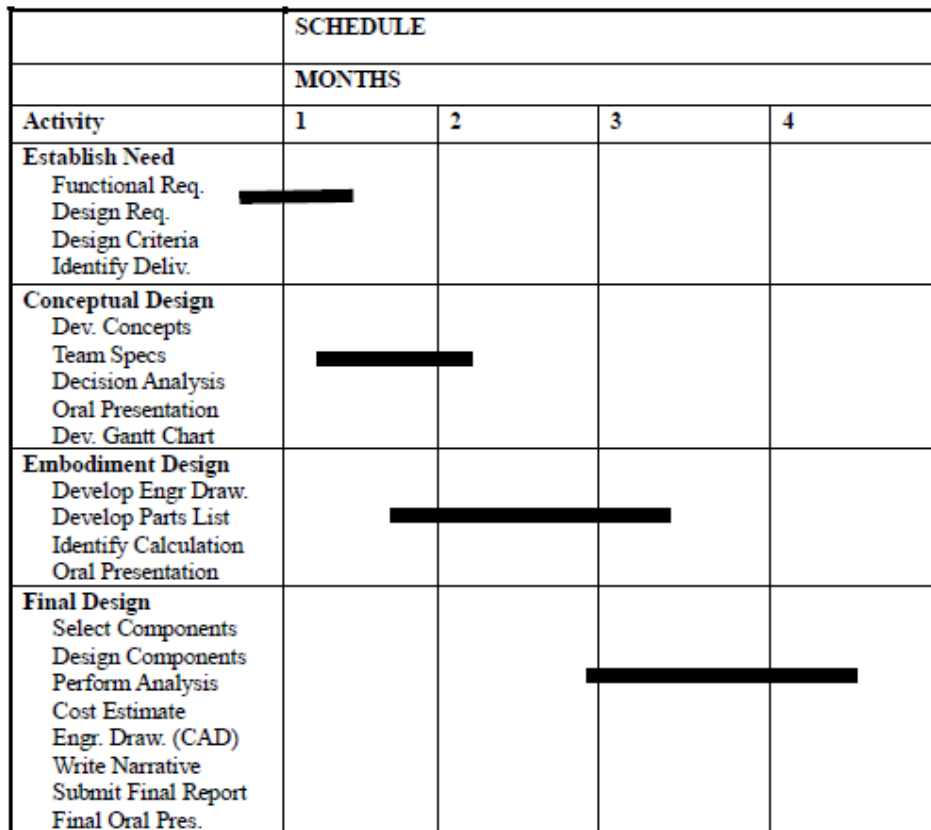 SCHEDULE
MONTHS
Activity 1 2 3 4
Establish Need
Functional Req.
Design Req.
Design Criteria
Identify Deliv.
Conceptual Design
Dev. Concepts
Team Specs
Decision Analysis
Oral Presentation
Dev. Gantt Chart
Embodiment Design
Develop Engr Draw.
Develop Parts List
Identify Calculation
Oral Presentation
Final Design
Select Components
Design Components
Perform Analysis
Cost Estimate
Engr. Draw. (CAD)
Write Narrative
Submit Final Report
Final Oral Pres.